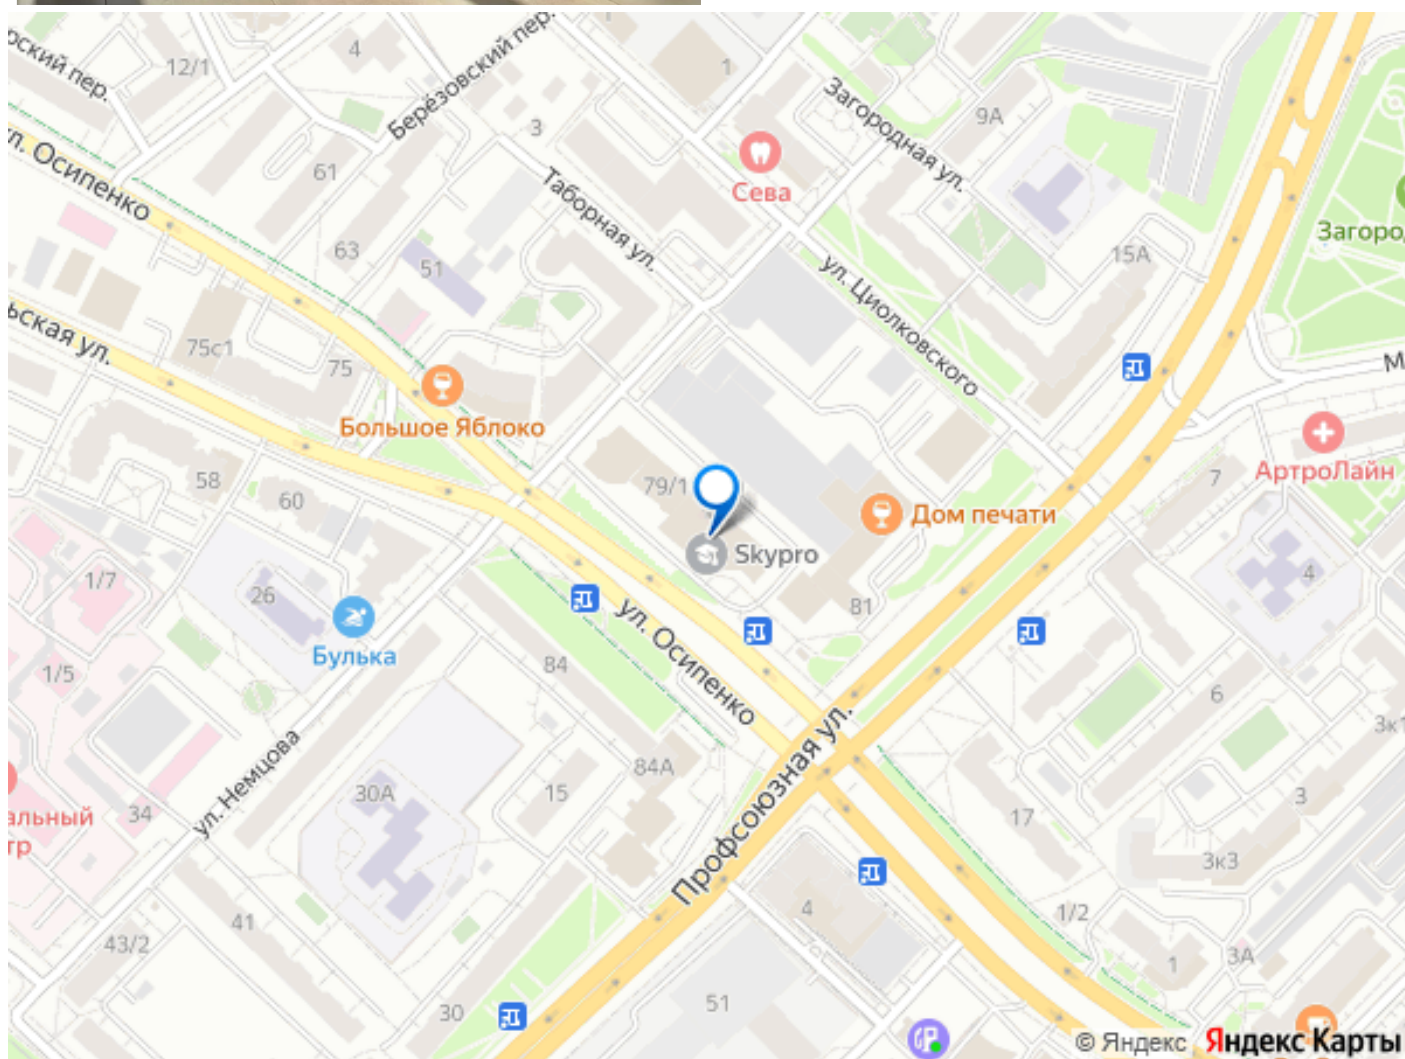 рский пер.
12/1
4
Берёзовский пер.
1
Загородная ул.
9А
3
Сева
ул. Осипенко
61
Таборная ул.
63
51
ул. Циолковского
15А
Загоро
ьская ул.
75с1
75
Большое Яблоко
М
АртроЛайн
7
58
60
79/1
Дом печати
Skypro
1/7
26
81
4
Булька
ул. Осипенко
84
1/5
6
3к1
ул. Немцова
84А
Профсоюзная ул.
30А
15
17
3
альный
тр
34
3к3
41
43/2
4
1/2
1
3А
30
51
© Яндекс Яндекс Карты